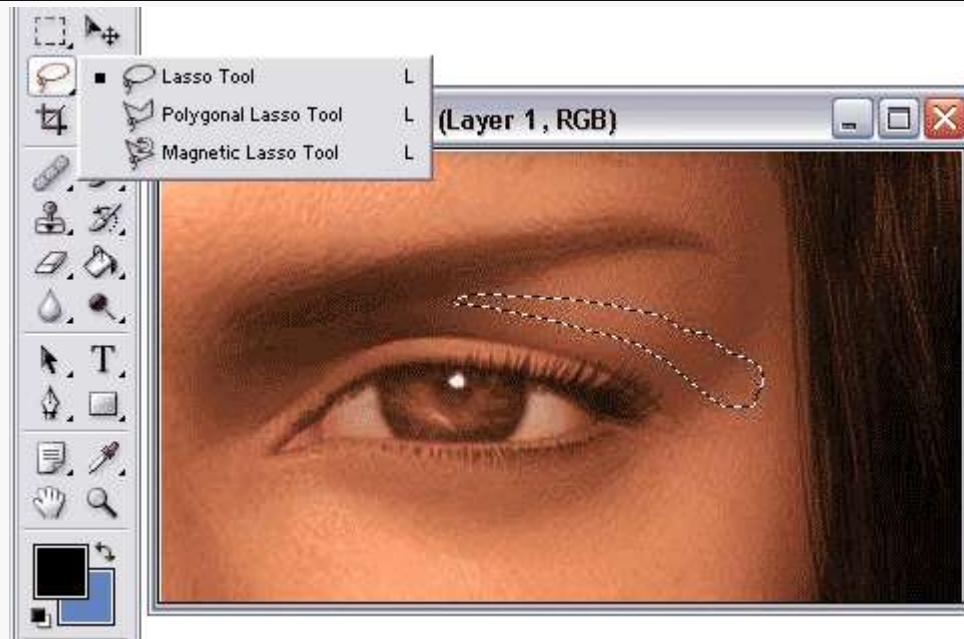 Lasso Tool L
Polygonal Lasso Tool L
Magnetic Lasso Tool L
(Layer 1, RGB)
T